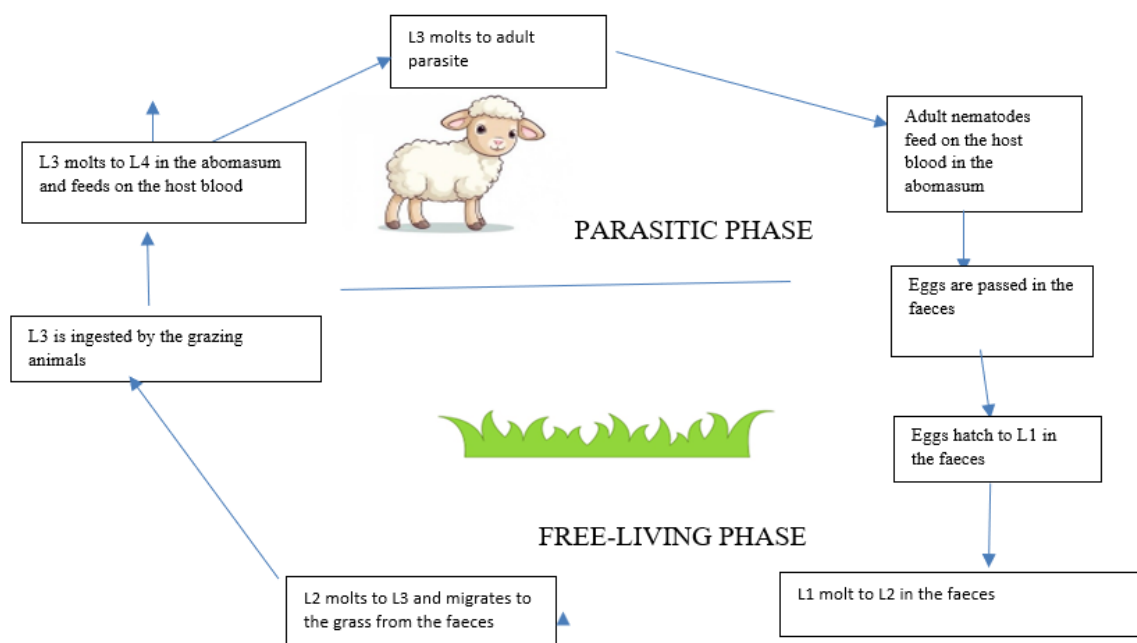 L3 molts to adult
parasite
Adult nematodes
feed on the host
blood in the
abomasum
L3 molts to L4 in the abomasum
and feeds on the host blood
PARASITIC PHASE
Eggs are passed in the
faeces
L3 is ingested by the grazing
animals
Eggs hatch to L1 in
the faeces
FREE-LIVING PHASE
L1 molt to L2 in the faeces
L2 molts to L3 and migrates to
the grass from the faeces